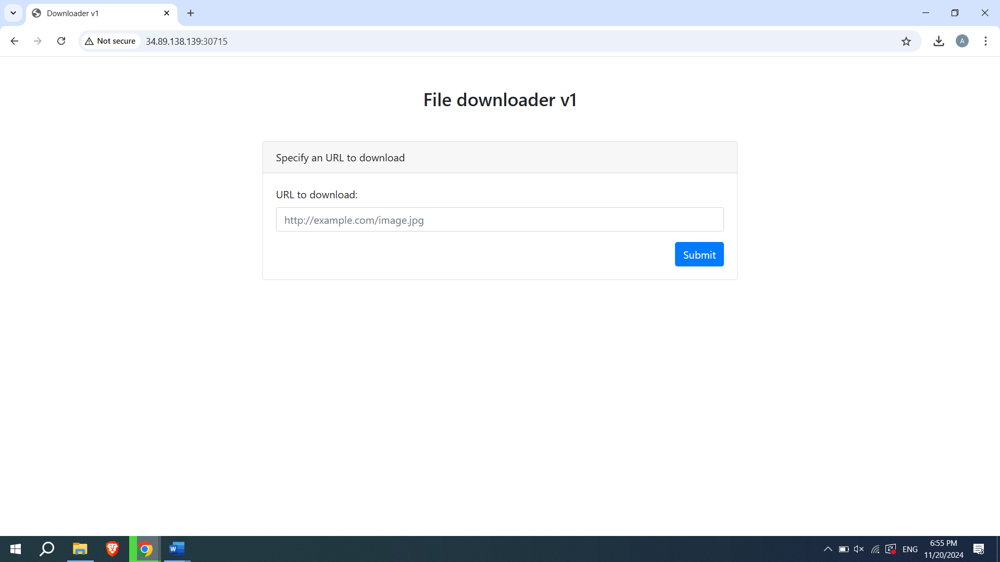 Downloader v1
Not secure
34.89.138.139:30715
A
File downloader v1
Specify an URL to download
URL to download:
http://example.com/image.jpg
Submit
W
ENG
6:55 PM
11/20/2024